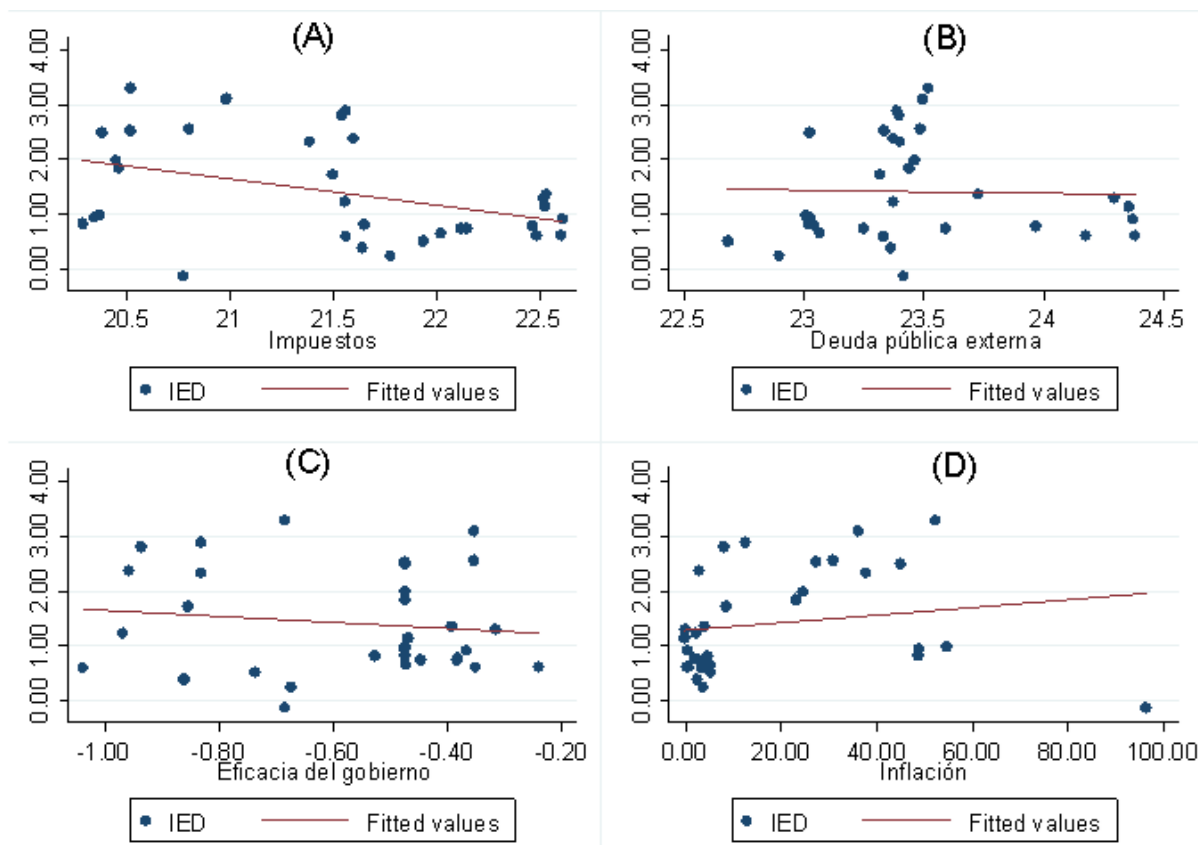 (A)
0.00 1.00 2.00 3.00 4.00
20.5 21 21.5 22 22.5
Impuestos
IED Fitted values
(B)
0.00 1.00 2.00 3.00 4.00
22.5 23 23.5 24 24.5
Deuda pública externa
IED Fitted values
(C)
0.00 1.00 2.00 3.00 4.00
-1.00 -0.80 -0.60 -0.40 -0.20
Eficacia del gobierno
IED Fitted values
(D)
0.00 1.00 2.00 3.00 4.00
0.00 20.00 40.00 60.00 80.00 100.00
Inflación
IED Fitted values